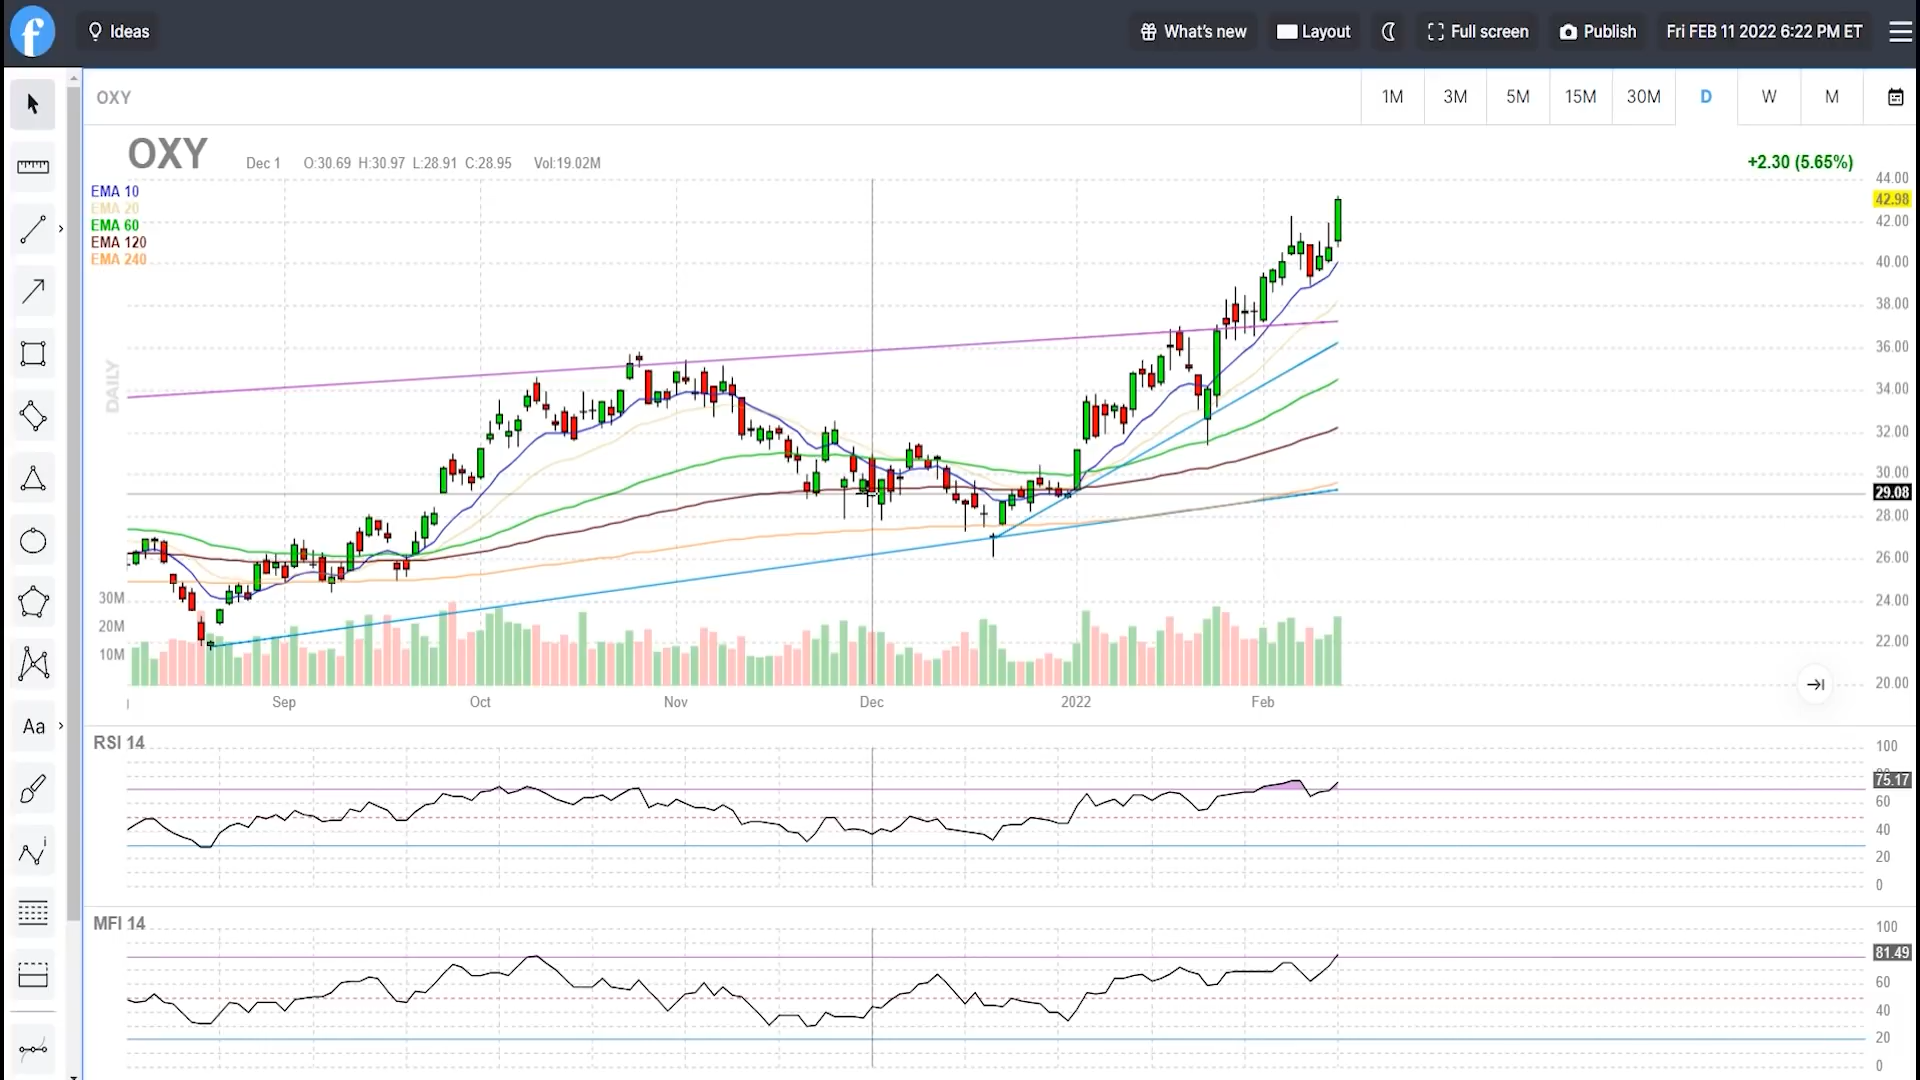 f Ideas What's new Layout Full screen Publish Fri FEB 11 2022 6:22 PM ET
OXY 1M 3M 5M 15M 30M D W M
OXY Dec 1 O:30.69 H:30.97 L:28.91 C:28.95 Vol:19.02M +2.30 (5.65%)
EMA 10
EMA 20
EMA 60
EMA 120
EMA 240
DAILY
44.00
42.98
42.00
40.00
38.00
36.00
34.00
32.00
30.00
29.08
28.00
26.00
24.00
22.00
20.00
30M
20M
10M
Sep Oct Nov Dec 2022 Feb
Aa
RSI 14
100
75.17
60
40
20
0
MFI 14
100
81.49
60
40
20
0